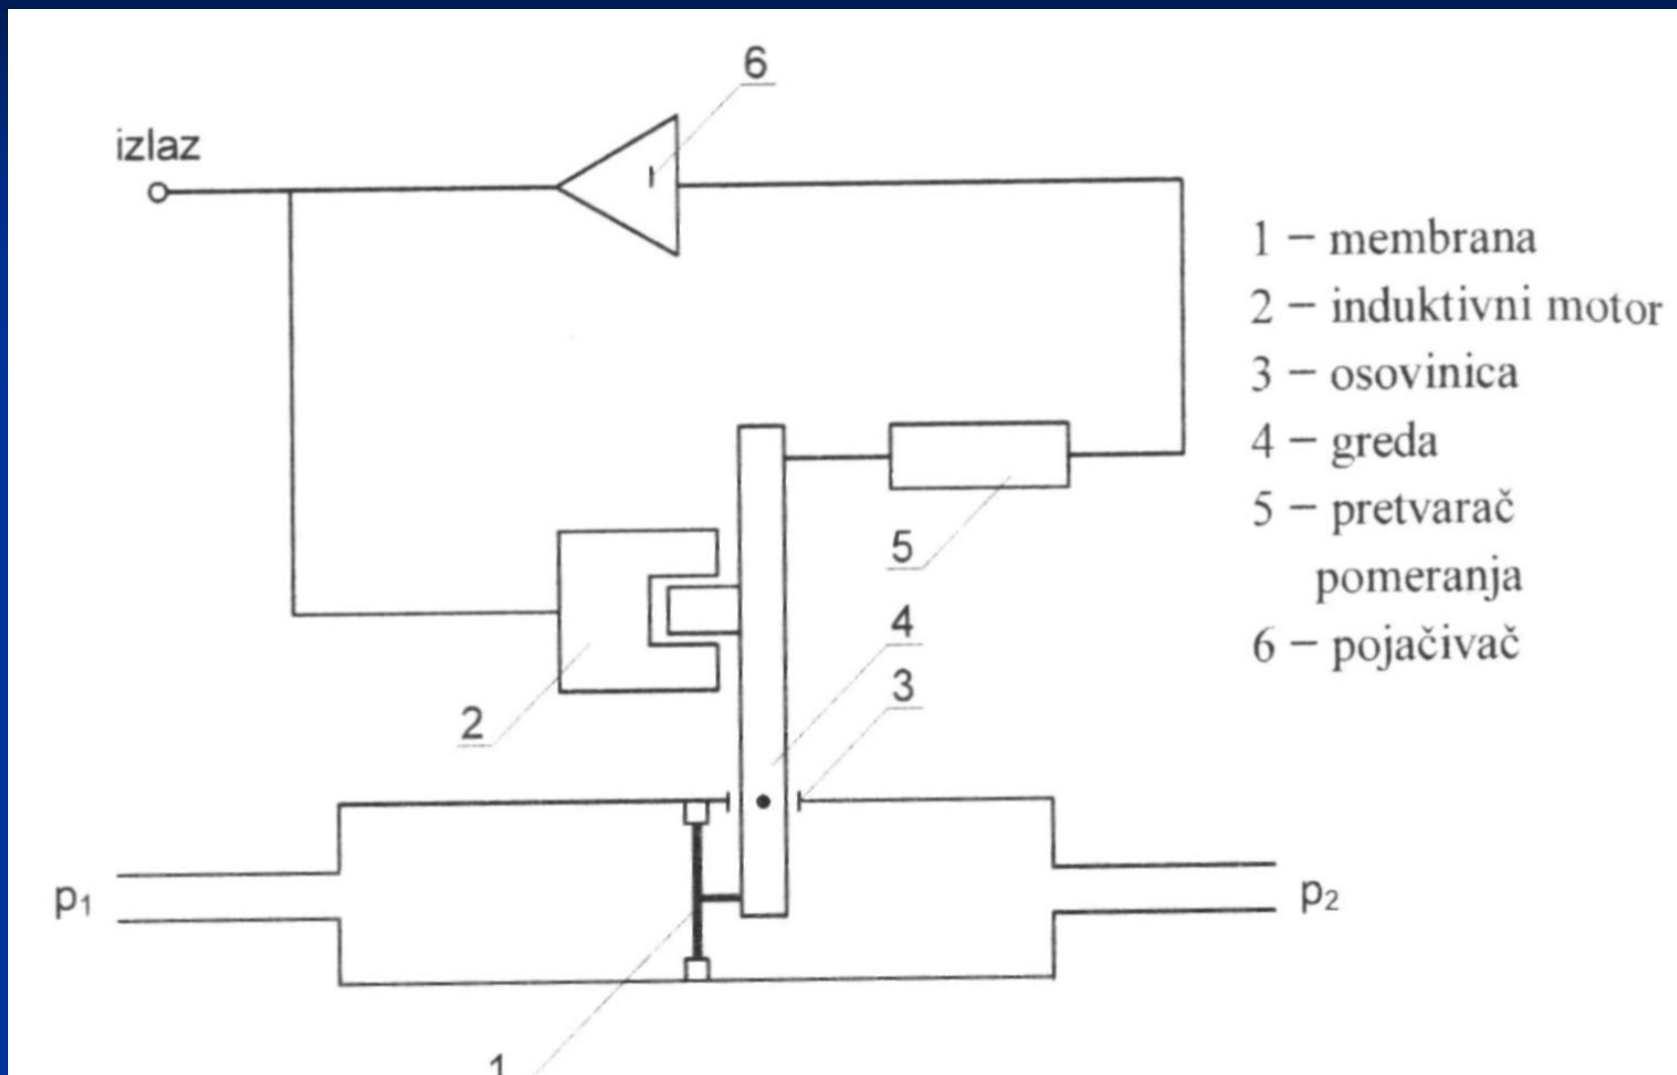 6
izlaz
1 – membrana
2 – induktivni motor
3 – osovinica
4 – greda
5 – pretvarač
pomeranja
6 – pojačivač
5
4
3
2
p₁
p₂
1